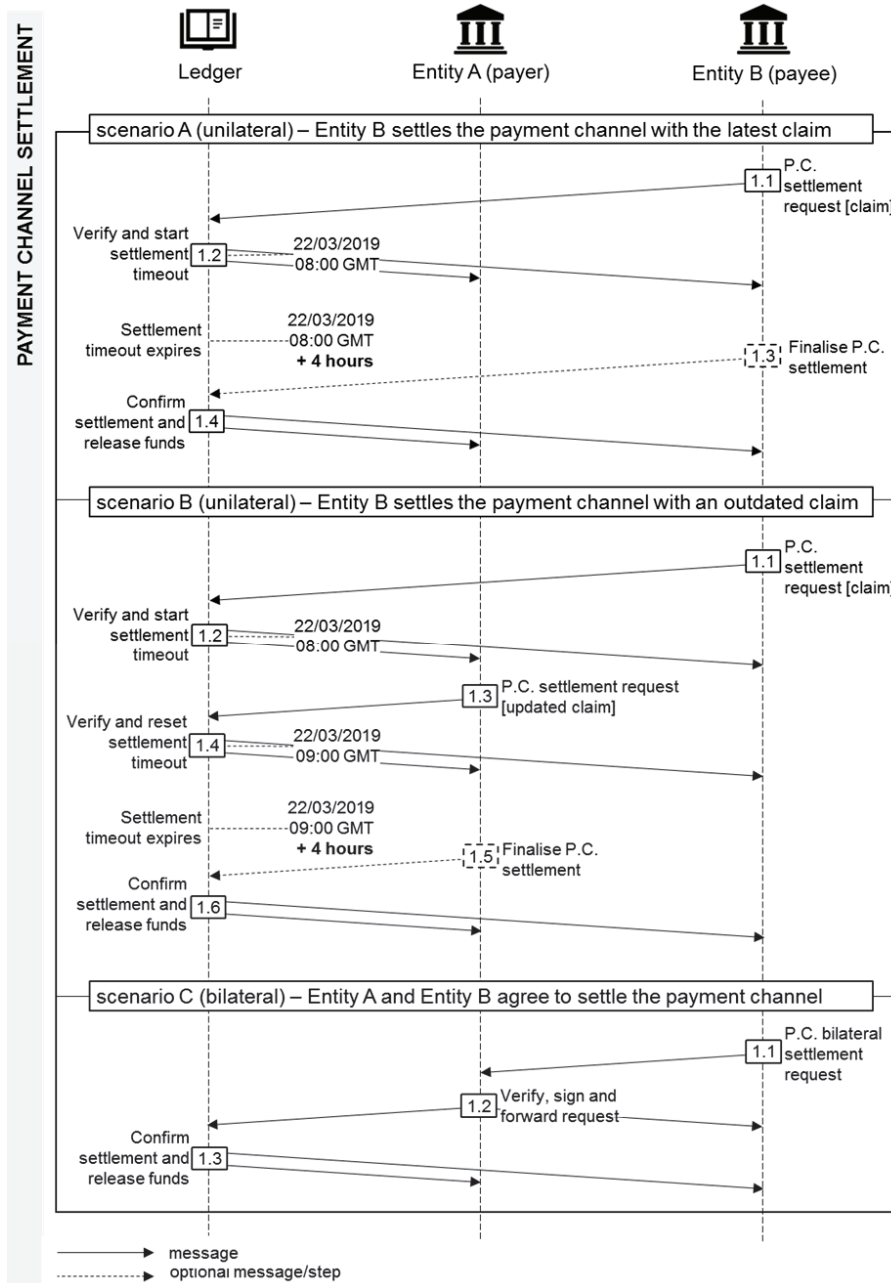 PAYMENT CHANNEL SETTLEMENT
Ledger
Entity A (payer)
Entity B (payee)
scenario A (unilateral) – Entity B settles the payment channel with the latest claim
1.1
P.C.
settlement
request [claim]
Verify and start
settlement
timeout
1.2
22/03/2019
08:00 GMT
Settlement
timeout expires
22/03/2019
08:00 GMT
+ 4 hours
1.3
Finalise P.C.
settlement
Confirm
settlement and
release funds
1.4
scenario B (unilateral) – Entity B settles the payment channel with an outdated claim
1.1
P.C.
settlement
request [claim]
Verify and start
settlement
timeout
1.2
22/03/2019
08:00 GMT
1.3
P.C. settlement request
[updated claim]
Verify and reset
settlement
timeout
1.4
22/03/2019
09:00 GMT
Settlement
timeout expires
22/03/2019
09:00 GMT
+ 4 hours
1.5
Finalise P.C.
settlement
Confirm
settlement and
release funds
1.6
scenario C (bilateral) – Entity A and Entity B agree to settle the payment channel
1.1
P.C. bilateral
settlement
request
1.2
Verify, sign and
forward request
Confirm
settlement and
release funds
1.3
message
optional message/step